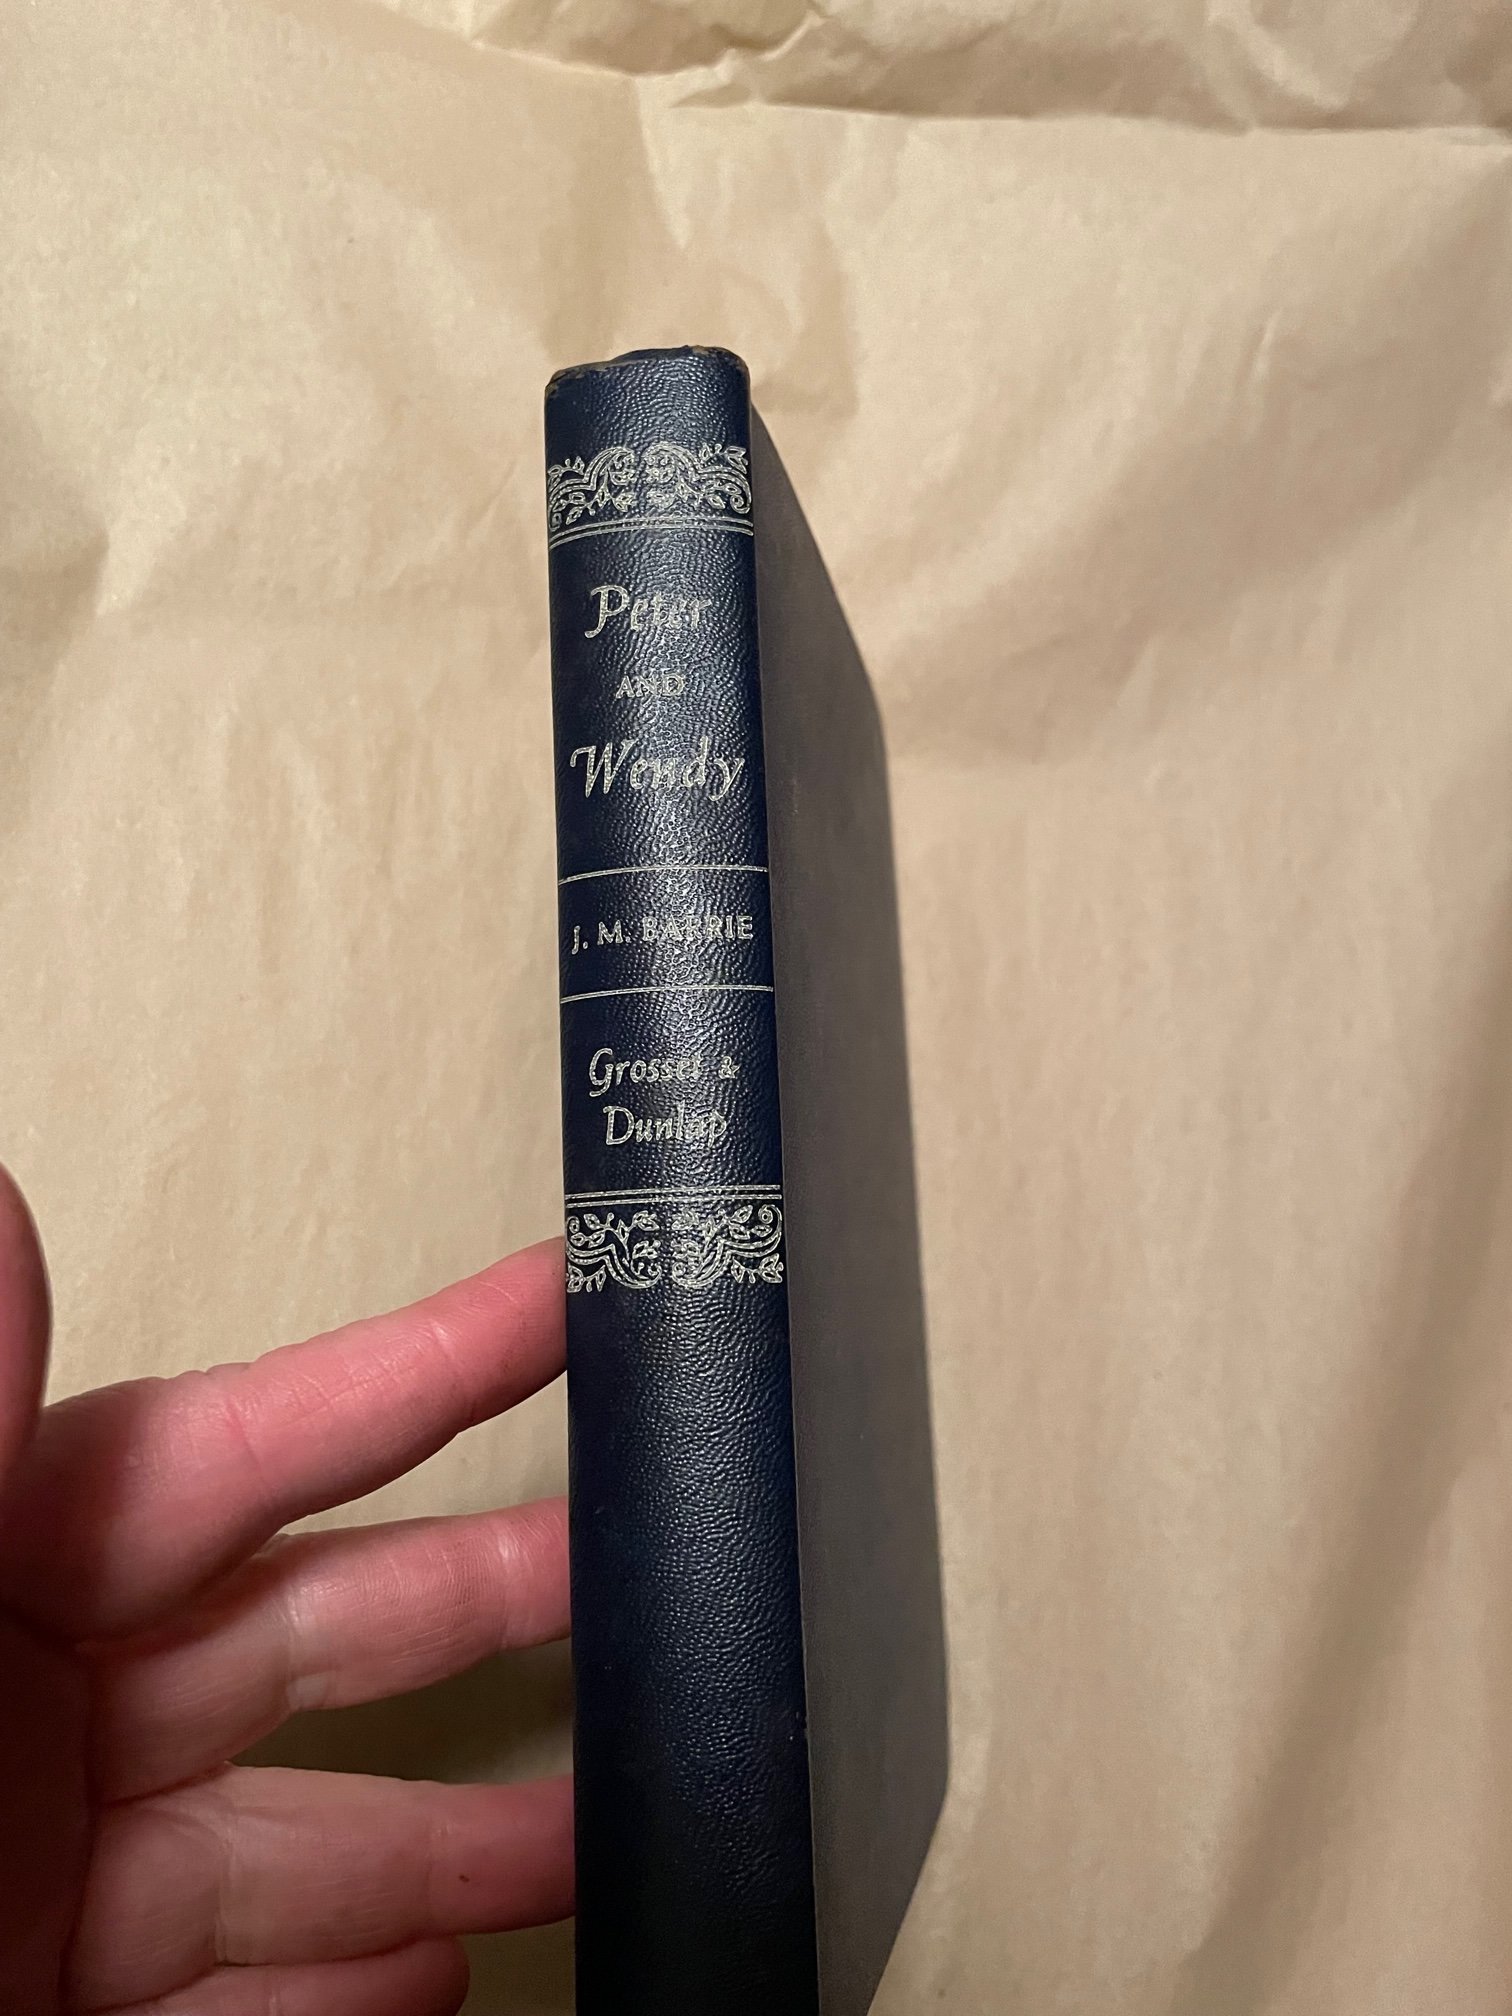 Peter
AND
Wendy
J. M. BARRIE
Grosset &
Dunlap